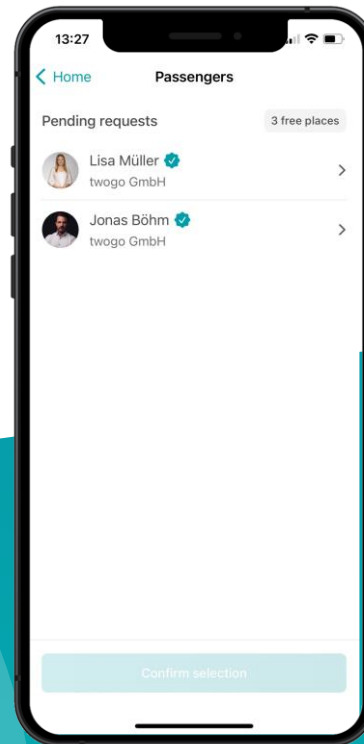 13:27
Home
Passengers
Pending requests
3 free places
Lisa Müller
twogo GmbH
Jonas Böhm
twogo GmbH
Confirm selection